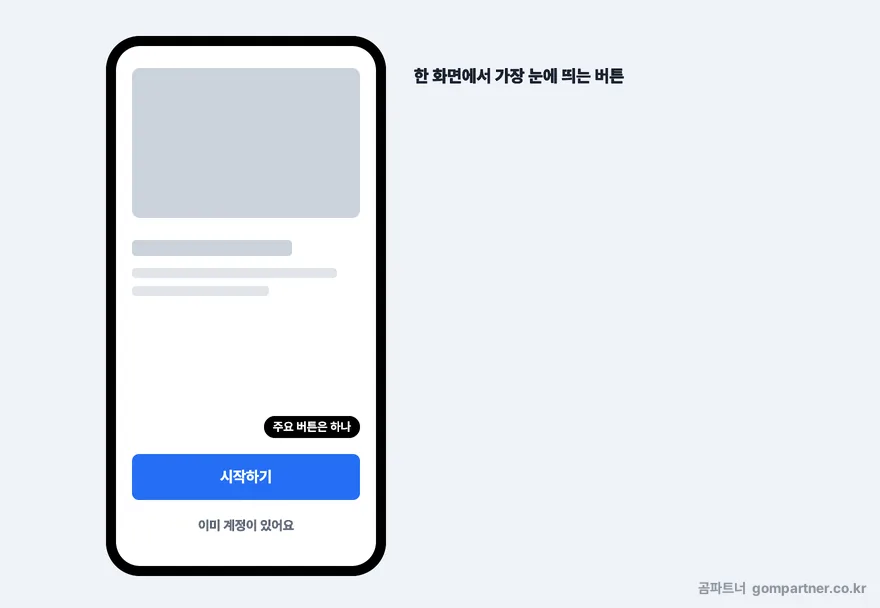 한 화면에서 가장 눈에 띄는 버튼
주요 버튼은 하나
시작하기
이미 계정이 있어요
곰파트너 gompartner.co.kr